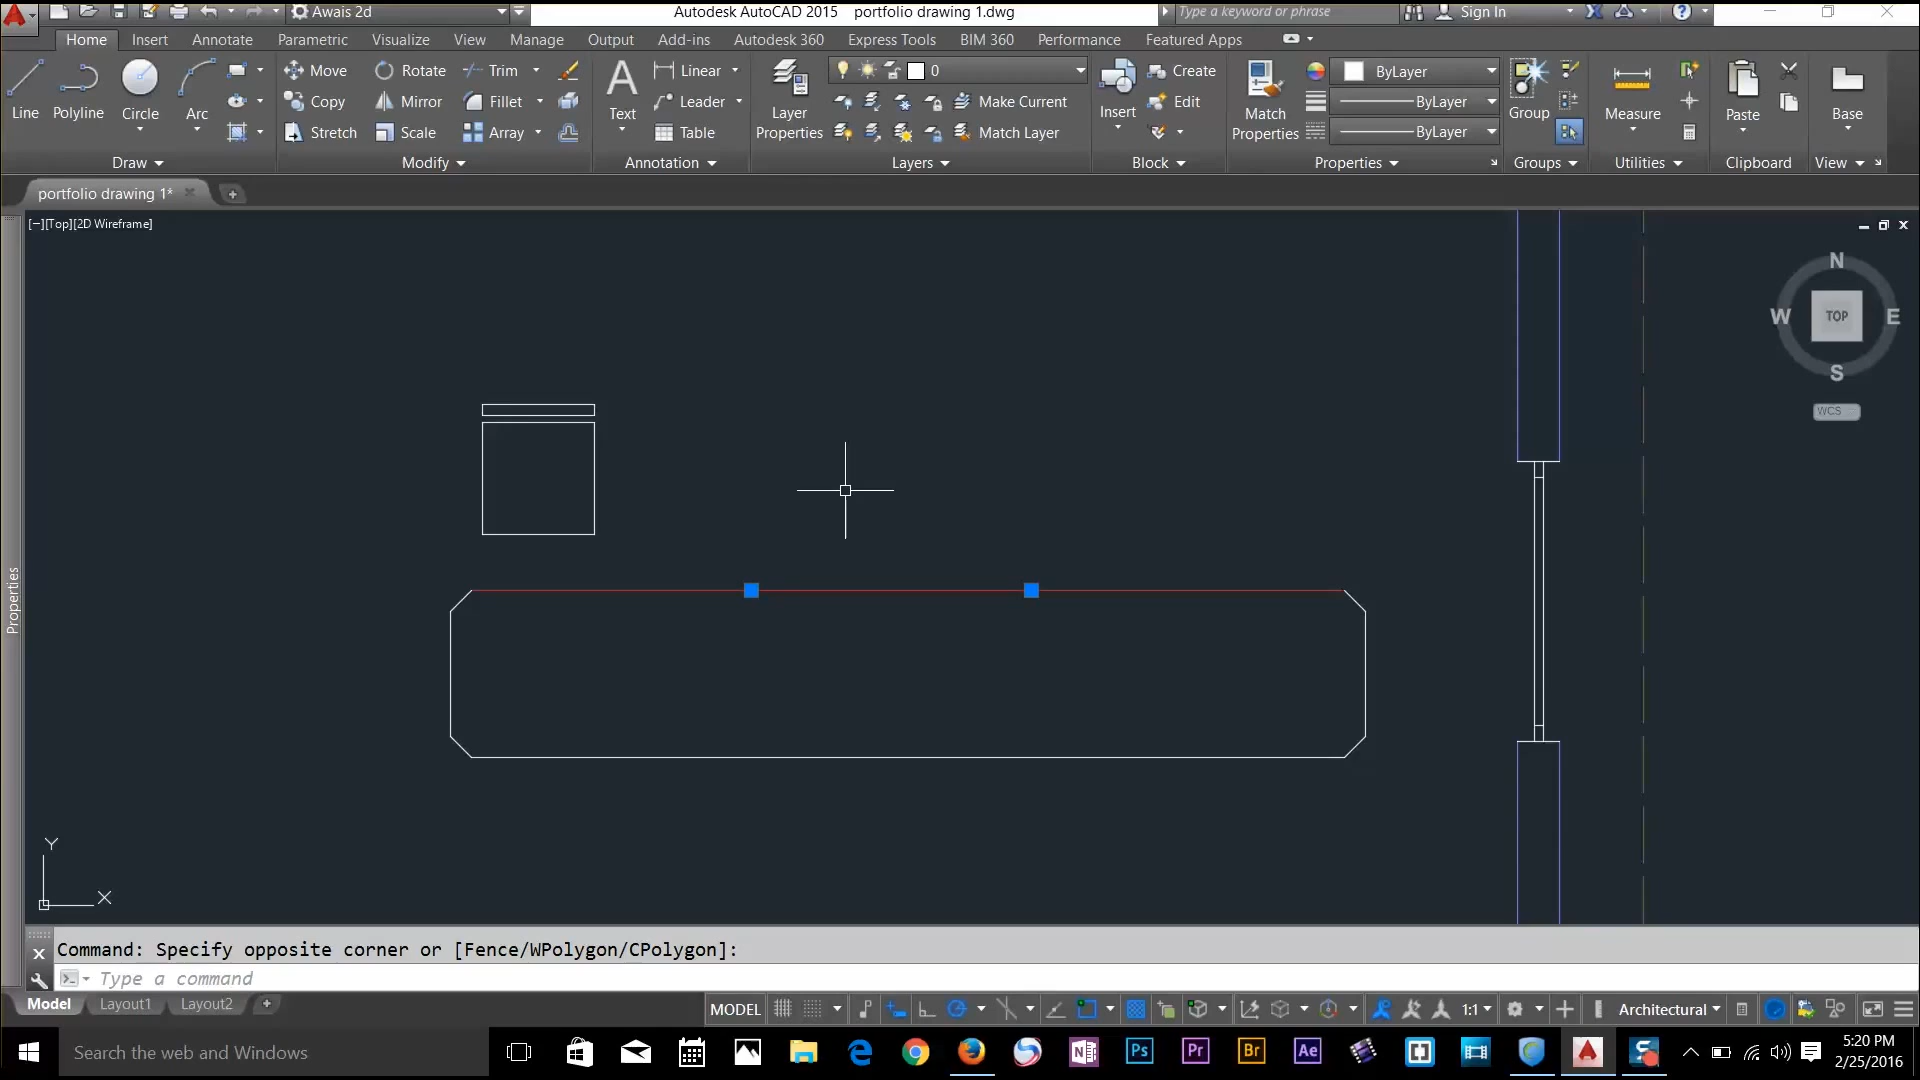 Awais 2d
Autodesk AutoCAD 2015 portfolio drawing 1.dwg
Type a keyword or phrase
Sign In
Home Insert Annotate Parametric Visualize View Manage Output Add-ins Autodesk 360 Express Tools BIM 360 Performance Featured Apps
Line Polyline Circle Arc
Move Rotate Trim
Copy Mirror Fillet
Stretch Scale Array
Text
Linear
Leader
Table
Layer Properties
0
Make Current
Match Layer
Insert
Create
Edit
Match Properties
ByLayer
ByLayer
ByLayer
Group
Measure
Paste
Base
Draw Modify Annotation Layers Block Properties Groups Utilities Clipboard View
portfolio drawing 1*
[−][Top][2D Wireframe]
N
W TOP E
S
WCS
Properties
Y
X
Command: Specify opposite corner or [Fence/WPolygon/CPolygon]:
Type a command
Model Layout1 Layout2
MODEL 1:1 Architectural
Search the web and Windows
N Ps Pr Br Ae
5:20 PM
2/25/2016